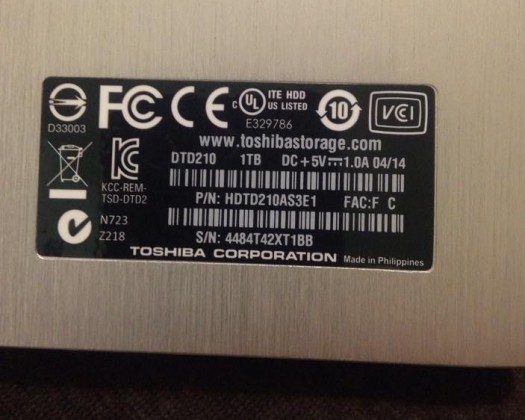 D33003
FC CE
c UL US LISTED
ITE HDD
E329786
10
VCI
www.toshibastorage.com
DTD210 1TB DC+5V⎓1.0A 04/14
KCC-REM-
TSD-DTD2
P/N: HDTD210AS3E1 FAC:F C
N723
Z218
S/N: 4484T42XT1BB
TOSHIBA CORPORATION Made in Philippines